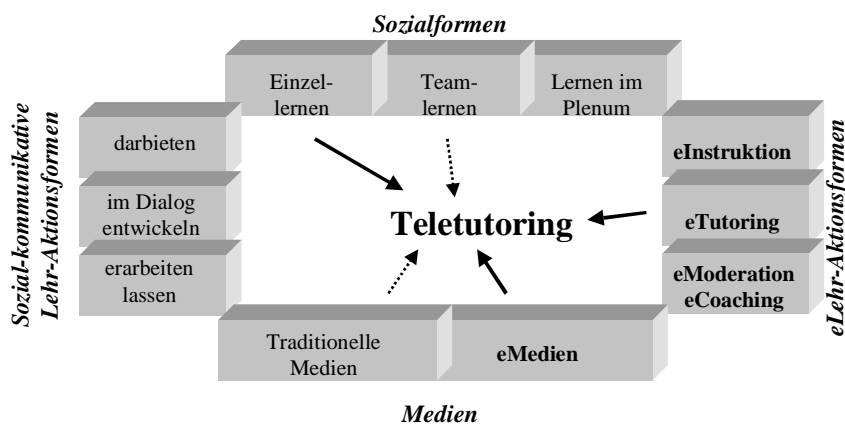 Sozialformen
Einzel-
lernen
Team-
lernen
Lernen im
Plenum
Sozial-kommunikative
Lehr-Aktionsformen
darbieten
im Dialog
entwickeln
erarbeiten
lassen
Teletutoring
eInstruktion
eTutoring
eModeration
eCoaching
eLehr-Aktionsformen
Traditionelle
Medien
eMedien
Medien